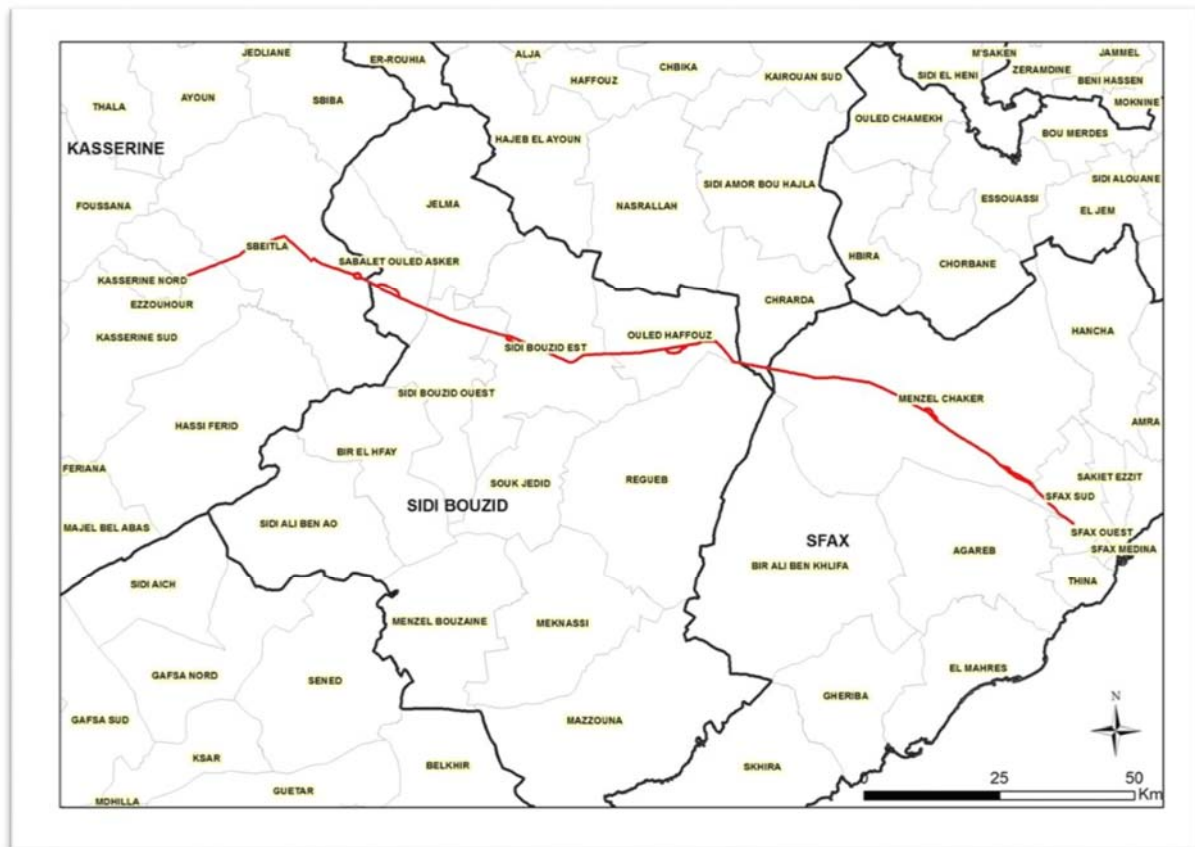 JEDLIANE
ER-ROUHIA
ALJA
CHBIKA
M'SAKEN
JAMMEL
HAFFOUZ
KAIROUAN SUD
SIDI EL HENI
ZERAMDINE
BENI HASSEN
THALA
AYOUN
SBIBA
MOKNINE
OULED CHAMEKH
BOU MERDES
KASSERINE
HAJEB EL AYOUN
SIDI AMOR BOU HAJLA
SIDI ALOUANE
ESSOUASSI
FOUSSANA
JELMA
NASRALLAH
EL JEM
SBEITLA
SABALET OULED ASKER
HBIRA
CHORBANE
KASSERINE NORD
EZZOUHOUR
CHRARDA
KASSERINE SUD
SIDI BOUZID EST
OULED HAFFOUZ
HANCHA
SIDI BOUZID OUEST
MENZEL CHAKER
HASSI FERID
AMRA
BIR EL HFAY
FERIANA
SOUK JEDID
REGUEB
SAKIET EZZIT
SIDI BOUZID
SFAX SUD
MAJEL BEL ABAS
SIDI ALI BEN AO
SFAX OUEST
SFAX
AGAREB
SFAX MEDINA
BIR ALI BEN KHLIFA
SIDI AICH
THINA
MENZEL BOUZAINE
MEKNASSI
EL MAHRES
GAFSA NORD
SENED
GHERIBA
GAFSA SUD
MAZZOUNA
N
KSAR
BELKHIR
SKHIRA
GUETAR
MDHILLA
0 25 50
Km